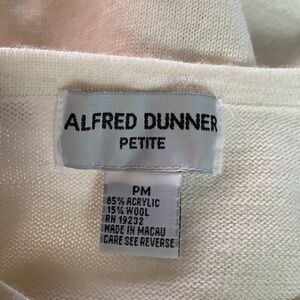 ALFRED DUNNER
PETITE
PM
85% ACRYLIC
15% WOOL
RN 19232
MADE IN MACAU
CARE SEE REVERSE